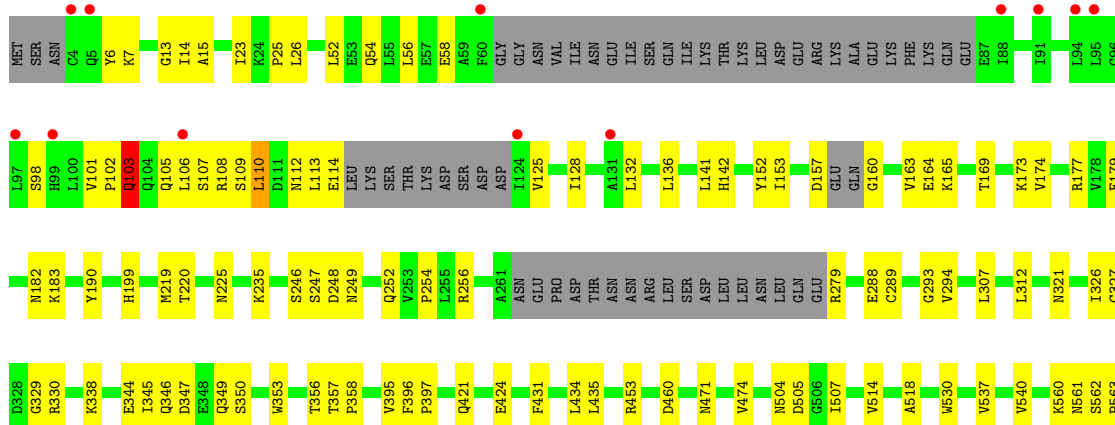 MET SER ASN C4 Q5 Y6 K7 G13 I14 A15 I23 K24 P25 L26 L52 E53 Q54 L55 L56 E57 E58 A59 F60 GLY GLY ASN VAL ILE ASN GLU ILE SER GLN ILE LYS THR LYS LEU ASP GLU ARG LYS ALA GLU LYS PHE LYS GLN GLU E87 I88 I91 L94 L95
L97 S98 H99 L100 V101 P102 Q103 Q104 Q105 L106 S107 R108 S109 L110 D111 N112 L113 E114 LEU LYS SER THR LYS ASP SER ASP ASP I124 V125 I128 A131 L132 L136 L141 H142 Y152 I153 D157 GLU GLN G160 V163 E164 K165 T169 K173 V174 R177 V178
N182 K183 Y190 H199 M219 T220 N225 K235 S246 S247 D248 N249 Q252 V253 P254 L255 R256 A261 ASN GLU PRO ASP THR ASN ASN ARG LEU SER ASP LEU LEU ASN LEU GLN GLU R279 E288 C289 G293 V294 L307 L312 N321 I326
D328 G329 R330 K338 E344 I345 Q346 D347 E348 Q349 S350 W353 T356 T357 P358 V395 F396 P397 Q421 E424 F431 L434 L435 R453 D460 N471 V474 N504 D505 G506 I507 V514 A518 W530 V537 V540 K560 N561 S562